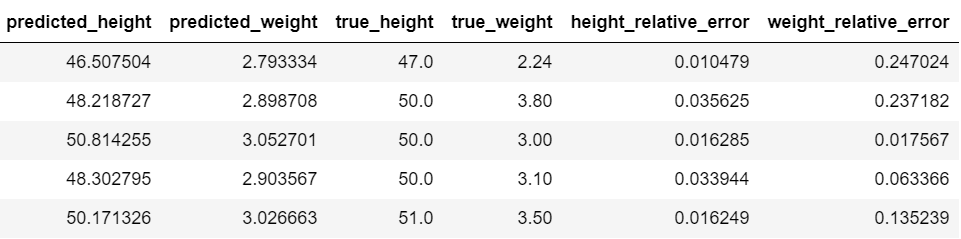 predicted_height predicted_weight true_height true_weight height_relative_error weight_relative_error
46.507504 2.793334 47.0 2.24 0.010479 0.247024
48.218727 2.898708 50.0 3.80 0.035625 0.237182
50.814255 3.052701 50.0 3.00 0.016285 0.017567
48.302795 2.903567 50.0 3.10 0.033944 0.063366
50.171326 3.026663 51.0 3.50 0.016249 0.135239